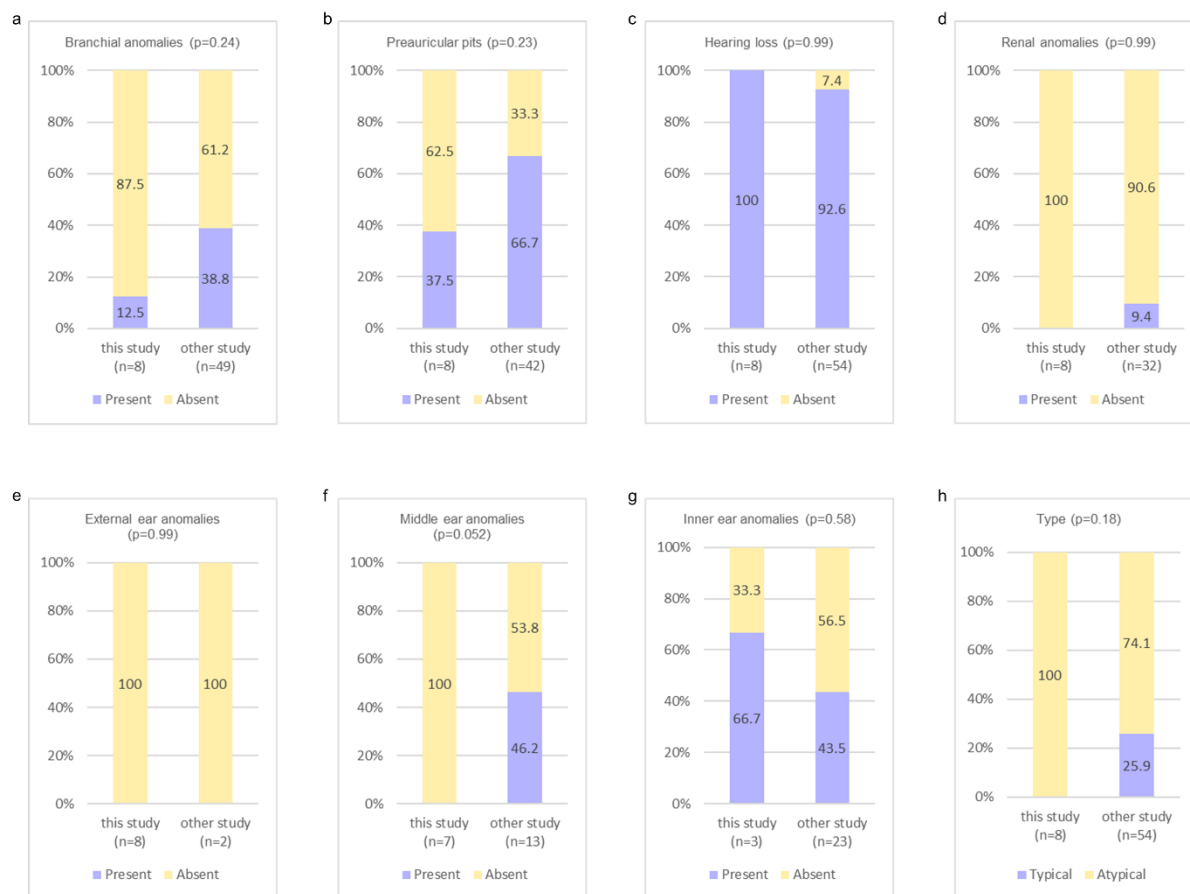 a
Branchial anomalies (p=0.24)
100%
80%
60%
40%
20%
0%
87.5
12.5
61.2
38.8
this study
(n=8)
other study
(n=49)
Present Absent
b
Preauricular pits (p=0.23)
100%
80%
60%
40%
20%
0%
62.5
37.5
33.3
66.7
this study
(n=8)
other study
(n=42)
Present Absent
c
Hearing loss (p=0.99)
100%
80%
60%
40%
20%
0%
100
7.4
92.6
this study
(n=8)
other study
(n=54)
Present Absent
d
Renal anomalies (p=0.99)
100%
80%
60%
40%
20%
0%
100
90.6
9.4
this study
(n=8)
other study
(n=32)
Present Absent
e
External ear anomalies
(p=0.99)
100%
80%
60%
40%
20%
0%
100
100
this study
(n=8)
other study
(n=2)
Present Absent
f
Middle ear anomalies
(p=0.052)
100%
80%
60%
40%
20%
0%
100
53.8
46.2
this study
(n=7)
other study
(n=13)
Present Absent
g
Inner ear anomalies (p=0.58)
100%
80%
60%
40%
20%
0%
33.3
66.7
56.5
43.5
this study
(n=3)
other study
(n=23)
Present Absent
h
Type (p=0.18)
100%
80%
60%
40%
20%
0%
100
74.1
25.9
this study
(n=8)
other study
(n=54)
Typical Atypical